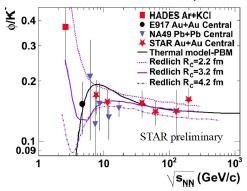 φ/K⁻
0.4
0.3
0.2
0.1
0.09
HADES Ar+KCl
E917 Au+Au Central
NA49 Pb+Pb Central
STAR Au+Au Central
Thermal model-PBM
Redlich R_C=2.2 fm
Redlich R_C=3.2 fm
Redlich R_C=4.2 fm
STAR preliminary
1 10 10² 10³
√s_NN (GeV/c)